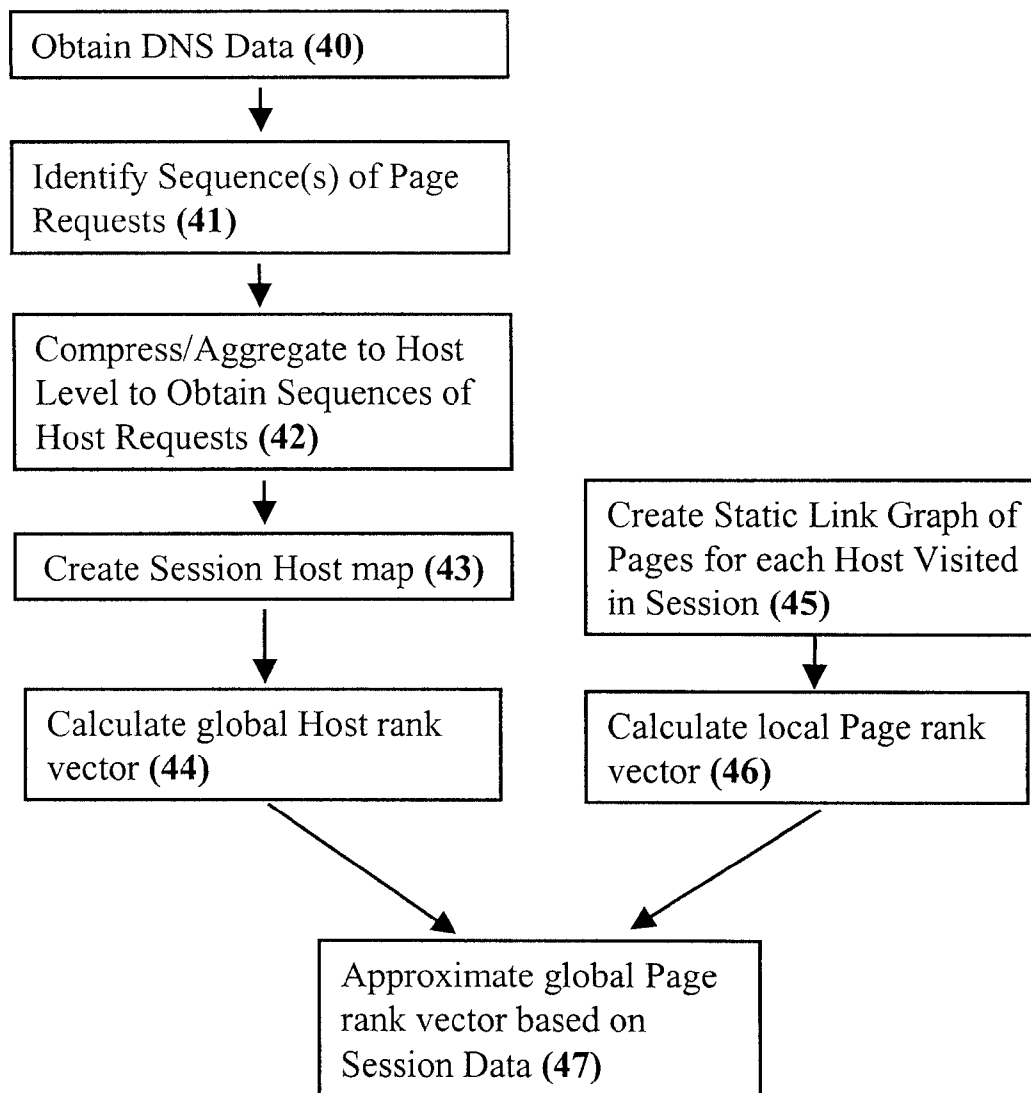 Obtain DNS Data (40)
Identify Sequence(s) of Page
Requests (41)
Compress/Aggregate to Host
Level to Obtain Sequences of
Host Requests (42)
Create Session Host map (43)
Calculate global Host rank
vector (44)
Create Static Link Graph of
Pages for each Host Visited
in Session (45)
Calculate local Page rank
vector (46)
Approximate global Page
rank vector based on
Session Data (47)